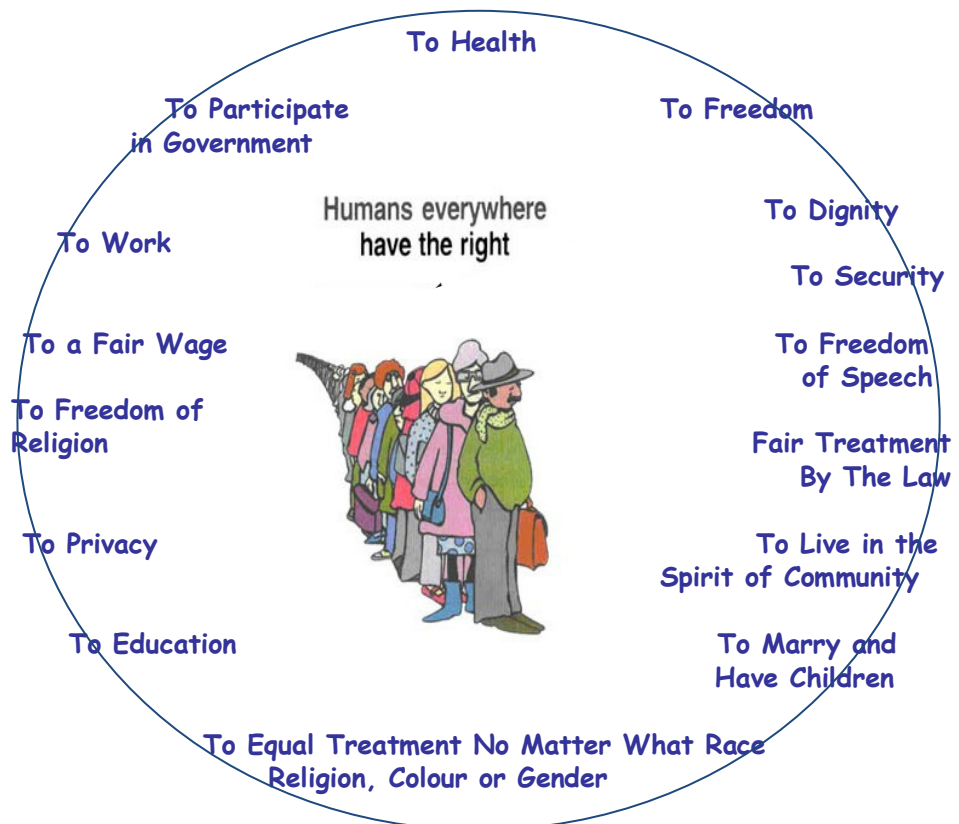 To Health
To Participate
in Government
To Freedom
Humans everywhere
have the right
To Dignity
To Work
To Security
To a Fair Wage
To Freedom
of Speech
To Freedom of
Religion
Fair Treatment
By The Law
To Privacy
To Live in the
Spirit of Community
To Education
To Marry and
Have Children
To Equal Treatment No Matter What Race
Religion, Colour or Gender